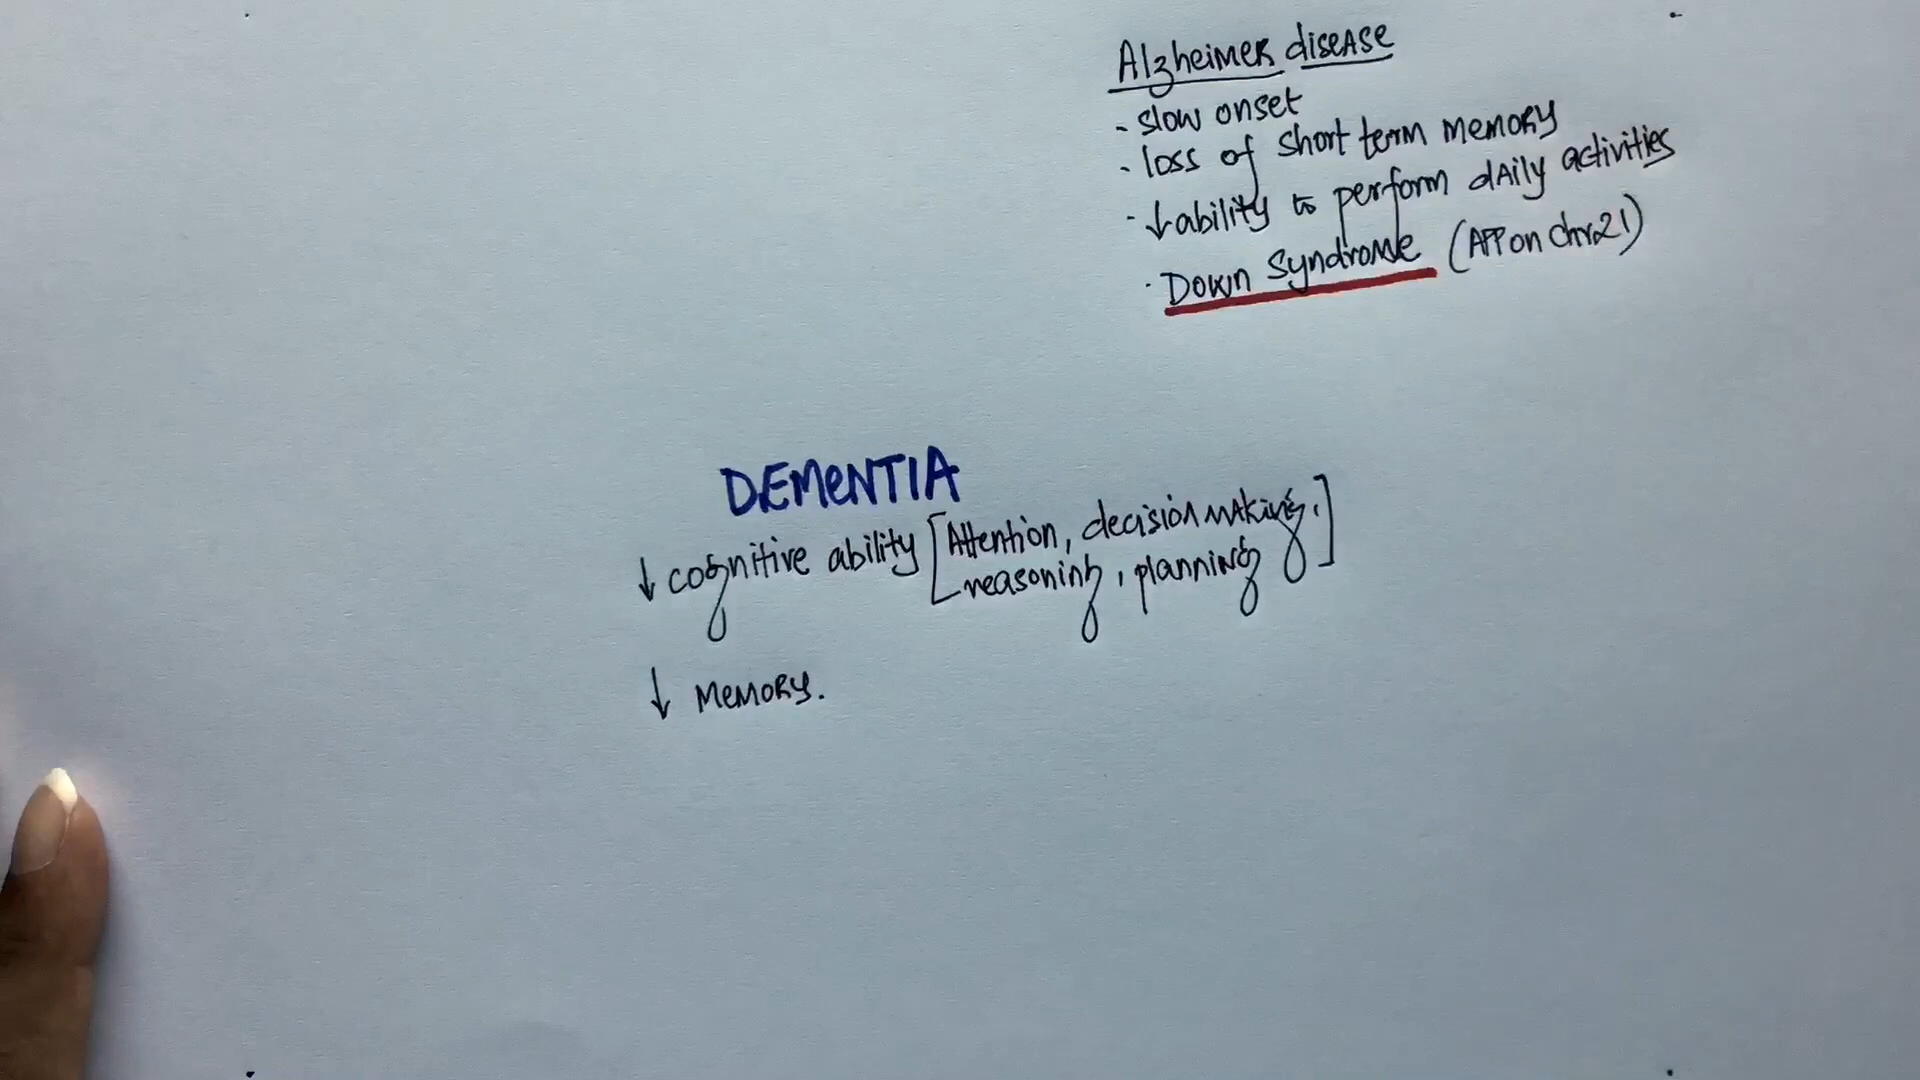 Alzheimer disease
- slow onset
- loss of short term memory
- ↓ ability to perform daily activities
· Down Syndrome (APP on chr21)
DEMENTIA
↓ cognitive ability [Attention, decision making,
reasoning, planning]
↓ Memory.